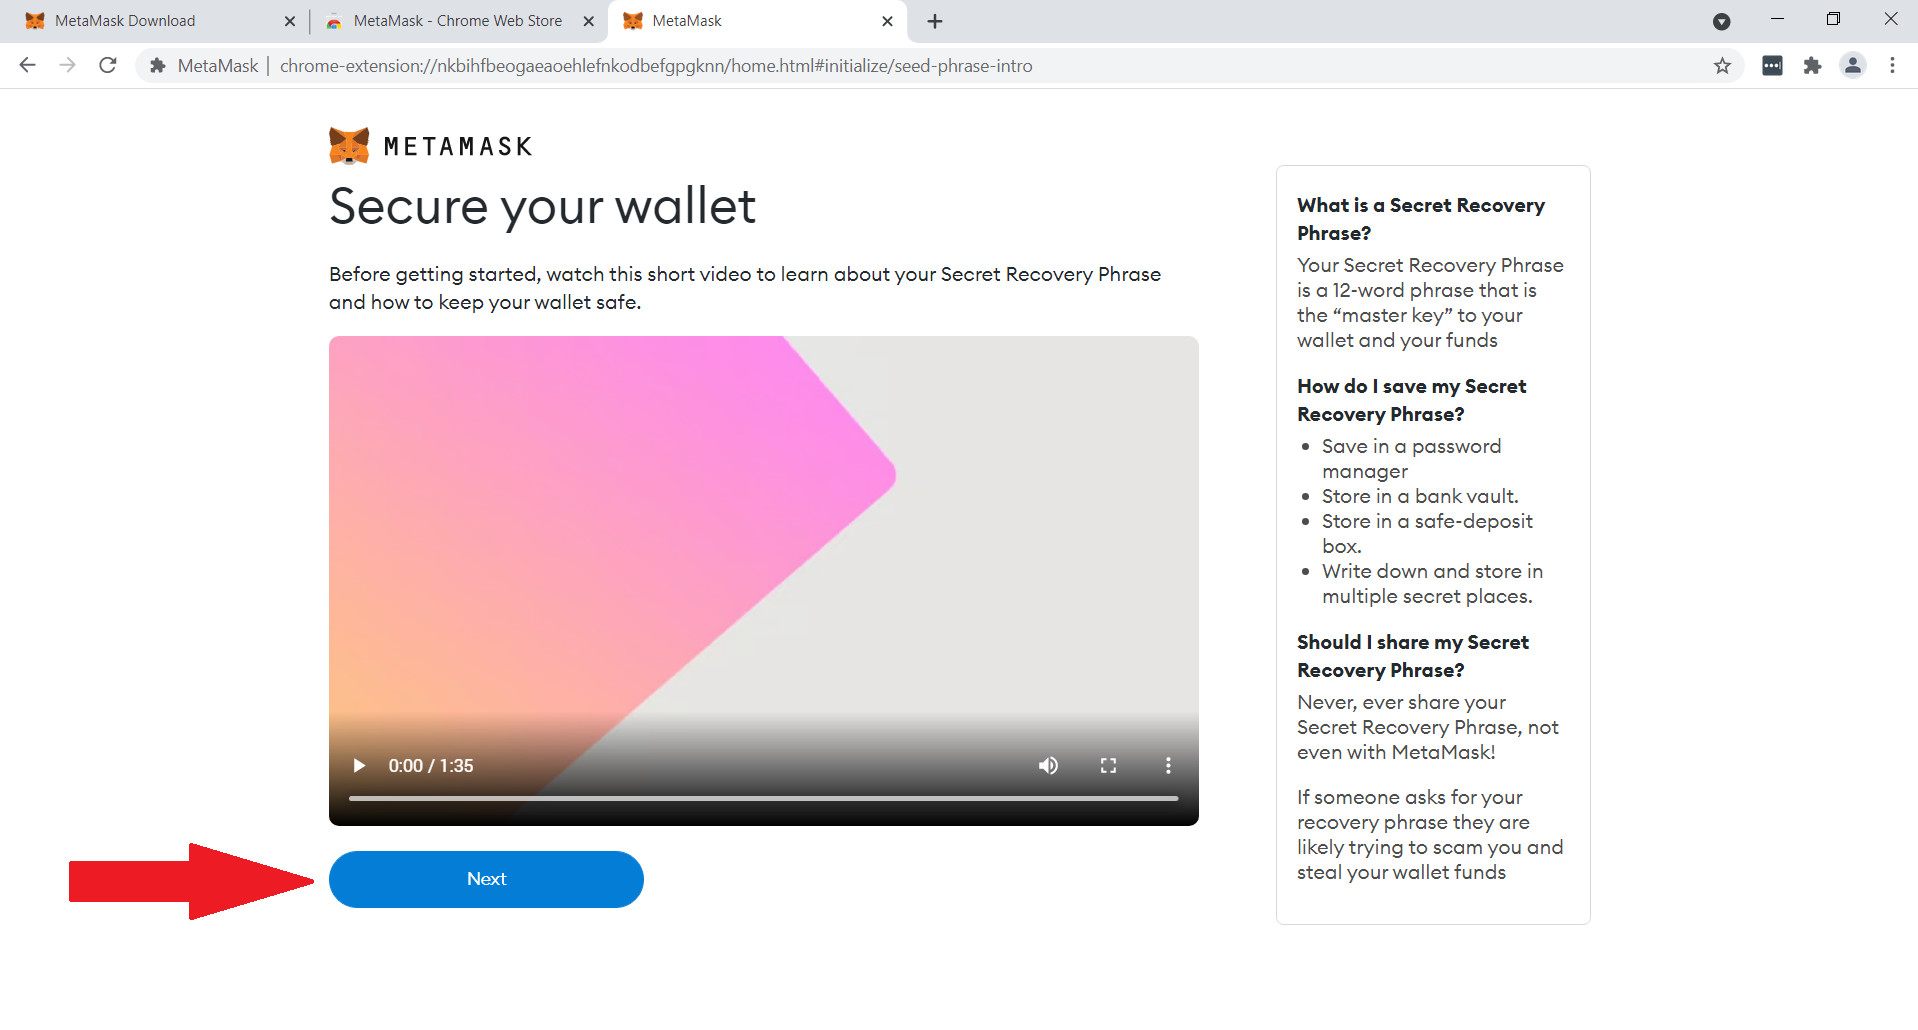 MetaMask Download
MetaMask - Chrome Web Store
MetaMask
MetaMask | chrome-extension://nkbihfbeogaeaoehlefnkodbefgpgknn/home.html#initialize/seed-phrase-intro
METAMASK
Secure your wallet
Before getting started, watch this short video to learn about your Secret Recovery Phrase
and how to keep your wallet safe.
0:00 / 1:35
Next
What is a Secret Recovery
Phrase?
Your Secret Recovery Phrase
is a 12-word phrase that is
the “master key” to your
wallet and your funds
How do I save my Secret
Recovery Phrase?
• Save in a password
manager
• Store in a bank vault.
• Store in a safe-deposit
box.
• Write down and store in
multiple secret places.
Should I share my Secret
Recovery Phrase?
Never, ever share your
Secret Recovery Phrase, not
even with MetaMask!
If someone asks for your
recovery phrase they are
likely trying to scam you and
steal your wallet funds